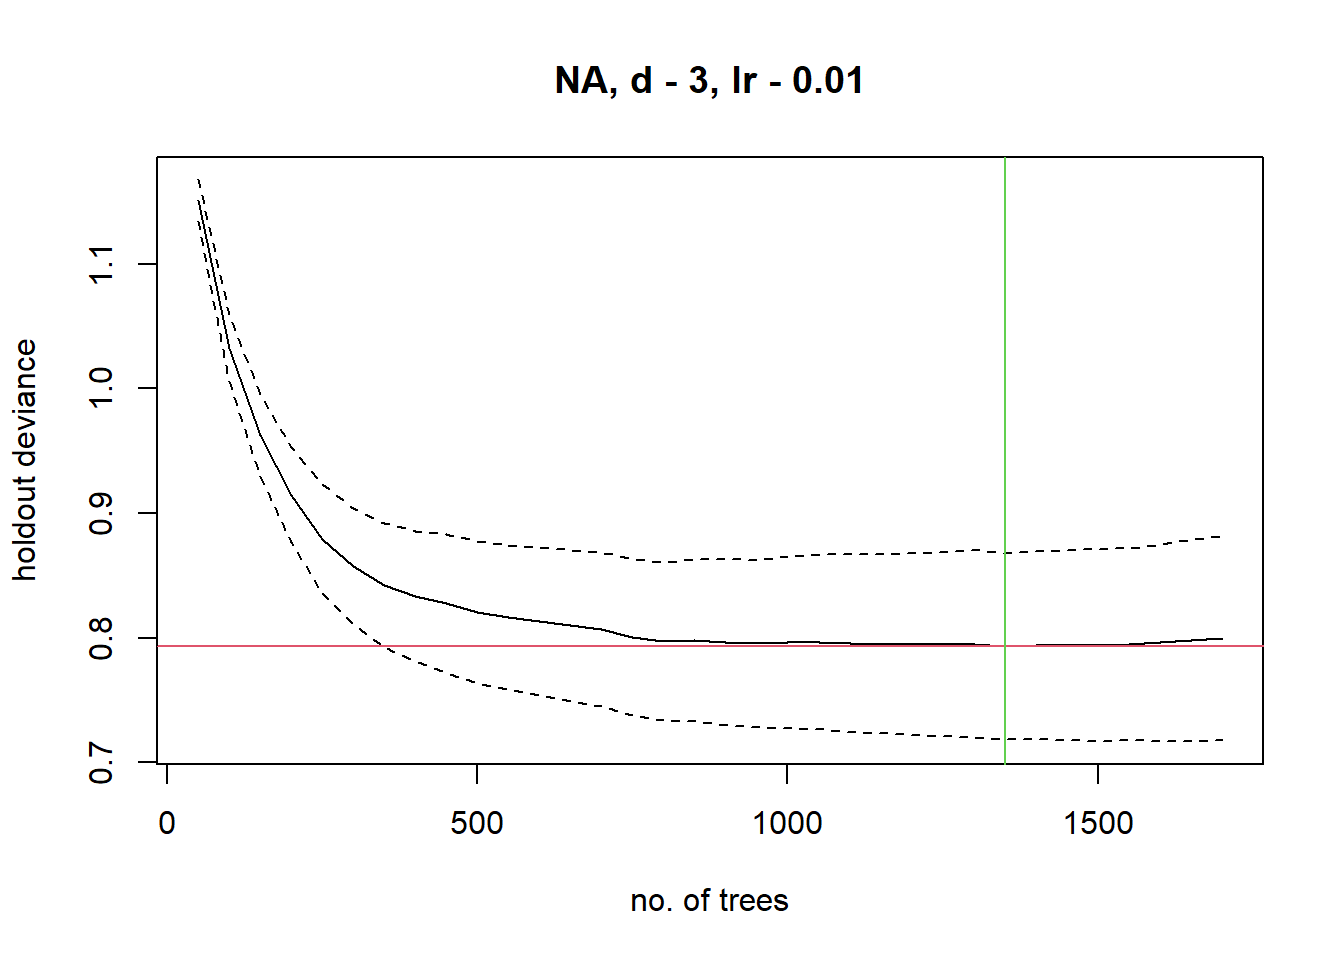 NA, d - 3, lr - 0.01
holdout deviance
1.1
1.0
0.9
0.8
0.7
0 500 1000 1500
no. of trees